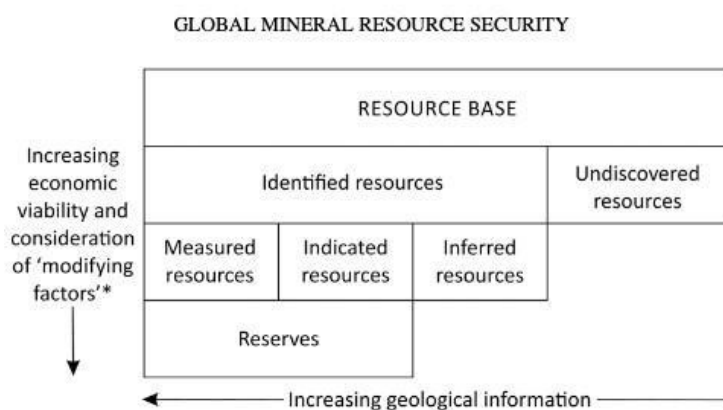 GLOBAL MINERAL RESOURCE SECURITY
RESOURCE BASE
Increasing
economic
viability and
consideration
of ‘modifying
factors’*
Identified resources
Undiscovered
resources
Measured
resources
Indicated
resources
Inferred
resources
Reserves
Increasing geological information